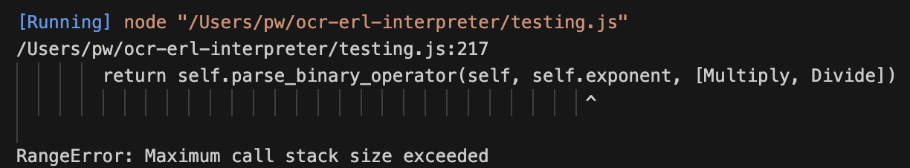 [Running] node "/Users/pw/ocr-erl-interpreter/testing.js"
/Users/pw/ocr-erl-interpreter/testing.js:217
return self.parse_binary_operator(self, self.exponent, [Multiply, Divide])
^
RangeError: Maximum call stack size exceeded